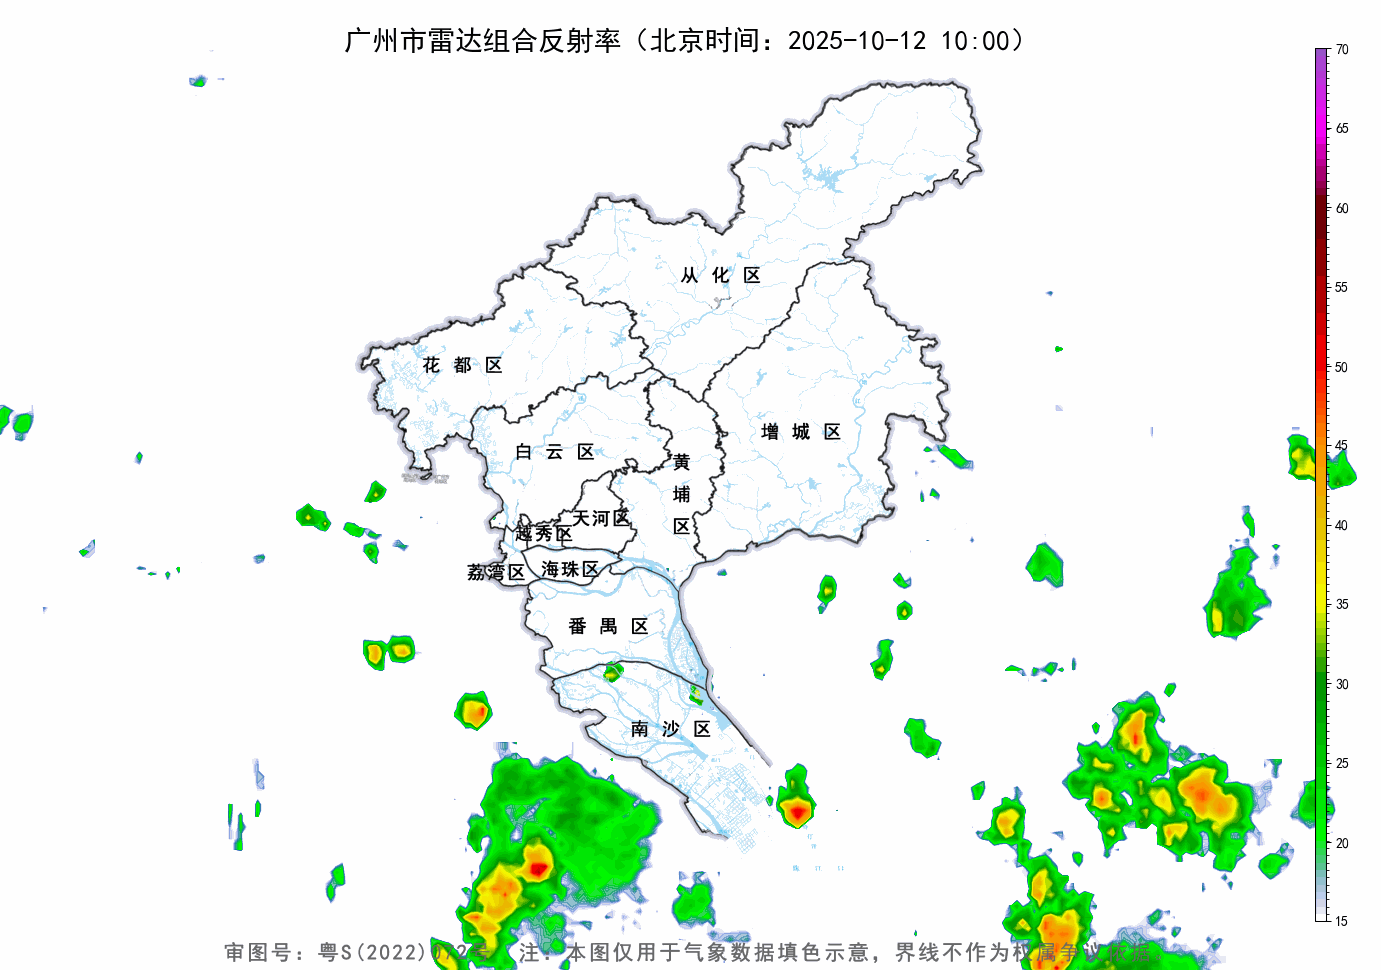 广州市雷达组合反射率（北京时间：2025-10-12 10:00）
70
65
60
55
50
45
40
35
30
25
20
15
从化区
花都区
增城区
白云区
黄埔区
天河区
越秀区
荔湾区
海珠区
番禺区
南沙区
审图号：粤S(2022)072号 注：本图仅用于气象数据填色示意，界线不作为权属争议依据。